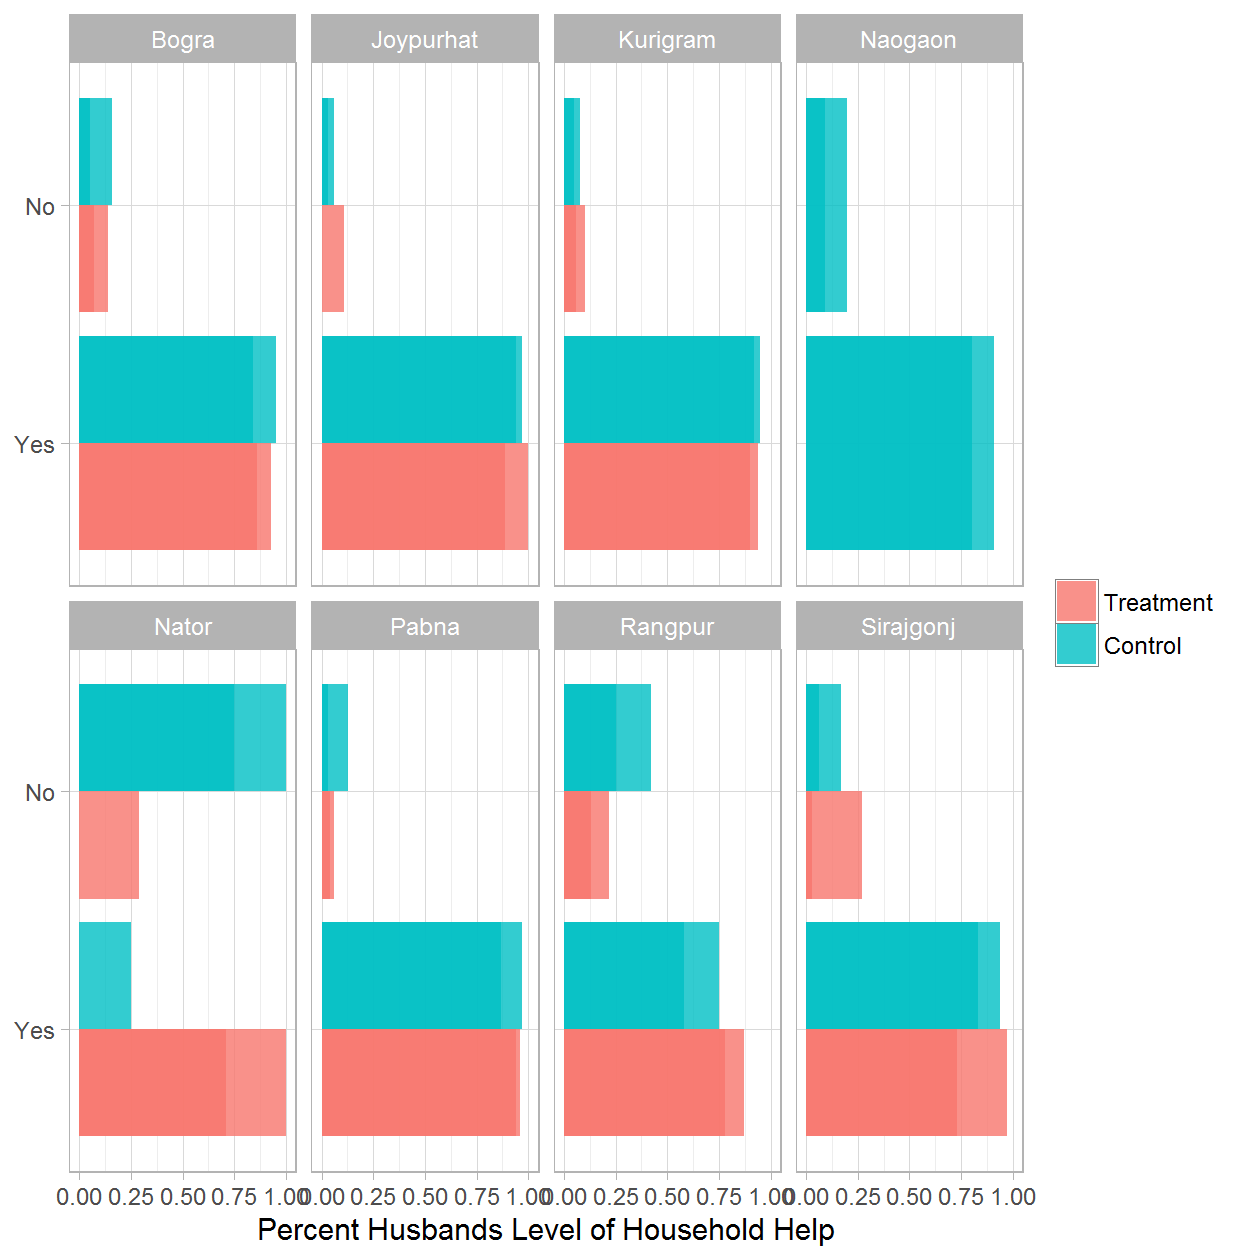 Bogra Joypurhat Kurigram Naogaon
No
Yes
Treatment
Control
Nator Pabna Rangpur Sirajgonj
No
Yes
0.00 0.25 0.50 0.75 1.00 0.00 0.25 0.50 0.75 1.00 0.00 0.25 0.50 0.75 1.00 0.00 0.25 0.50 0.75 1.00
Percent Husbands Level of Household Help